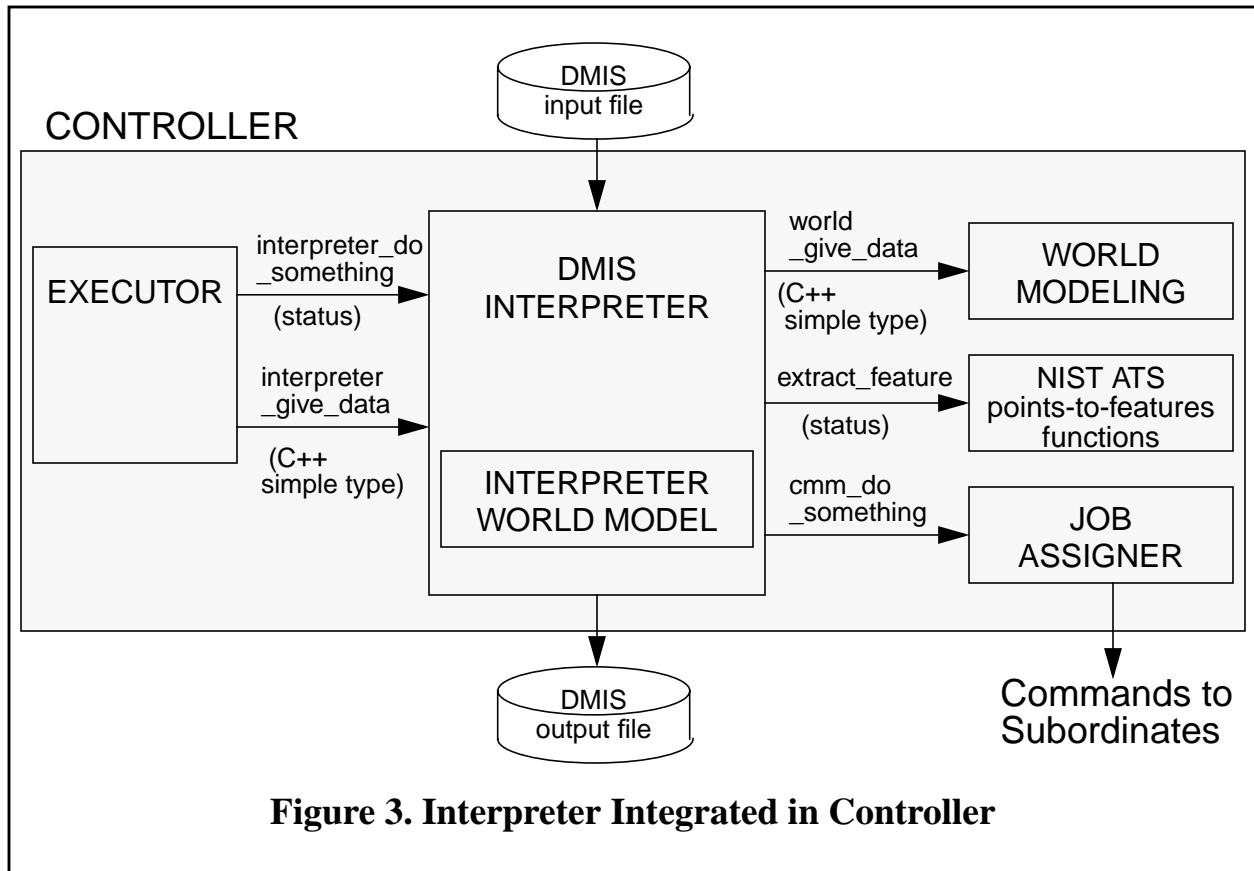 DMIS
input file
CONTROLLER
EXECUTOR
interpreter_do
_something
(status)
interpreter
_give_data
(C++
simple type)
DMIS
INTERPRETER
INTERPRETER
WORLD MODEL
world
_give_data
(C++
simple type)
extract_feature
(status)
cmm_do
_something
WORLD
MODELING
NIST ATS
points-to-features
functions
JOB
ASSIGNER
DMIS
output file
Commands to
Subordinates
Figure 3. Interpreter Integrated in Controller